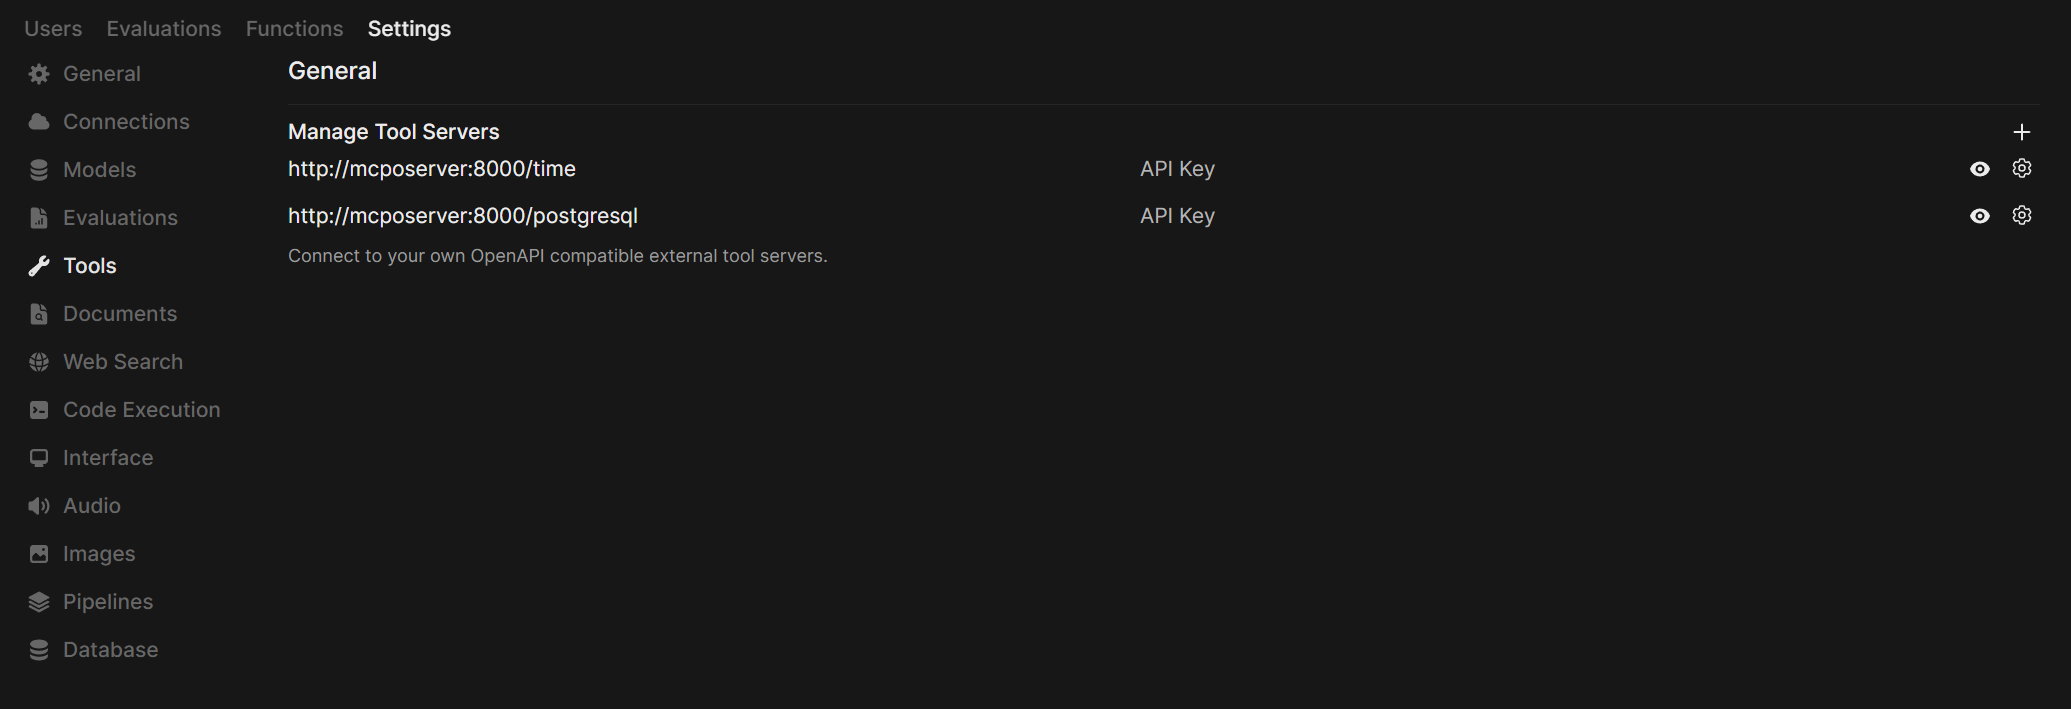 Users Evaluations Functions Settings
General
Connections
Models
Evaluations
Tools
Documents
Web Search
Code Execution
Interface
Audio
Images
Pipelines
Database
General
Manage Tool Servers
http://mcposerver:8000/time API Key
http://mcposerver:8000/postgresql API Key
Connect to your own OpenAPI compatible external tool servers.